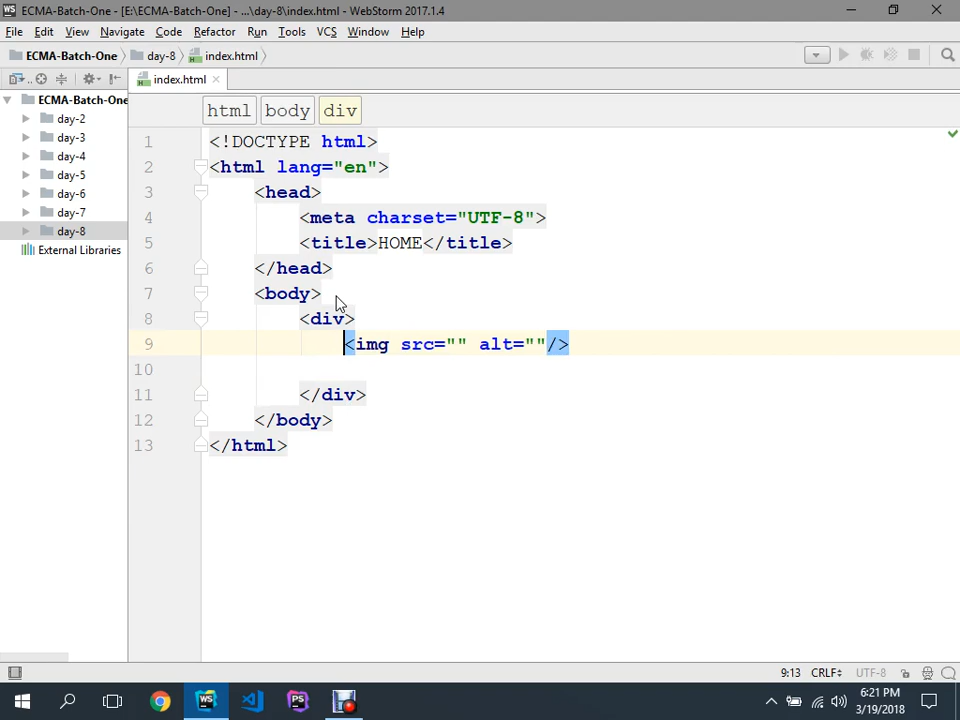 WS ECMA-Batch-One - [E:\ECMA-Batch-One] - ...\day-8\index.html - WebStorm 2017.1.4
File Edit View Navigate Code Refactor Run Tools VCS Window Help
ECMA-Batch-One day-8 index.html
index.html
ECMA-Batch-One
day-2
day-3
day-4
day-5
day-6
day-7
day-8
External Libraries
html body div
1 <!DOCTYPE html>
2 <html lang="en">
3 <head>
4 <meta charset="UTF-8">
5 <title>HOME</title>
6 </head>
7 <body>
8 <div>
9 <img src="" alt=""/>
10
11 </div>
12 </body>
13 </html>
9:13 CRLF÷ UTF-8÷
WS PS
6:21 PM
3/19/2018